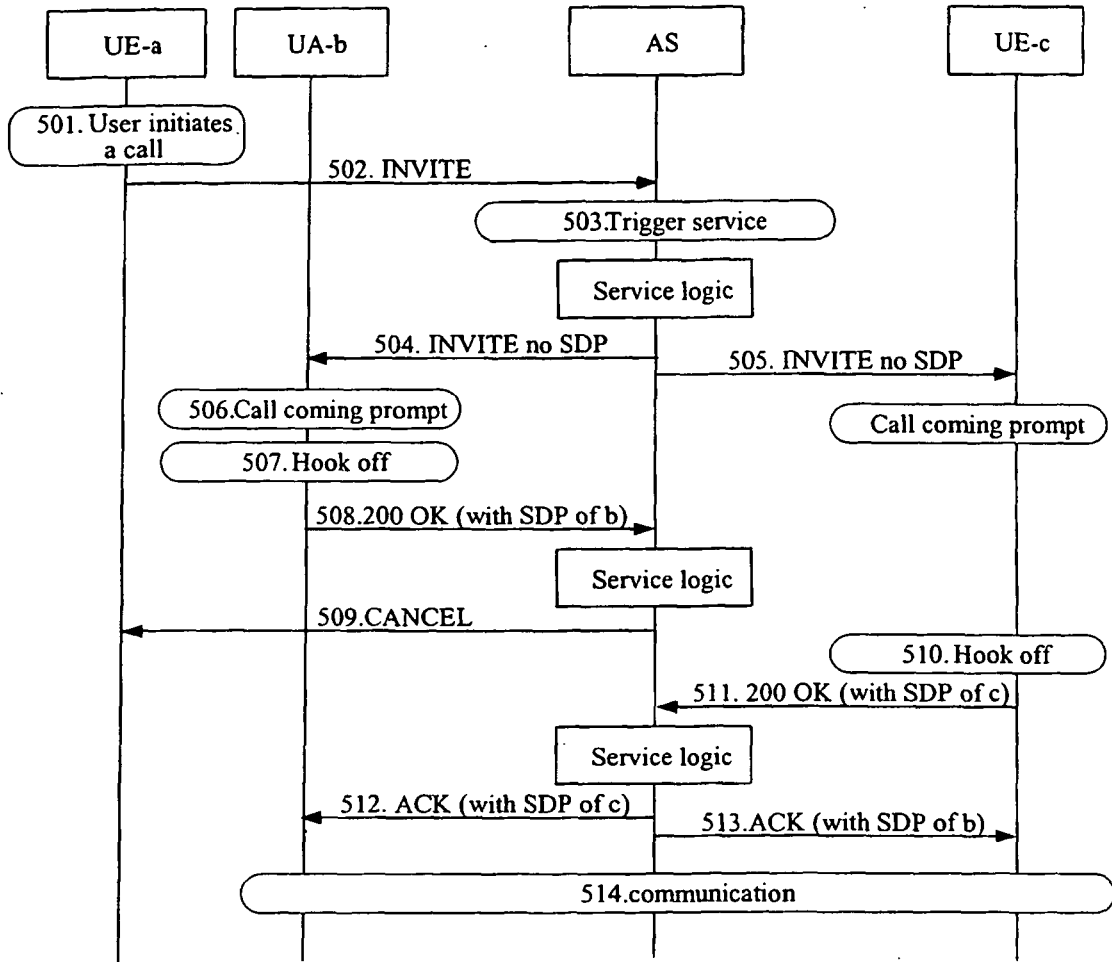 UE-a
UA-b
AS
UE-c
501. User initiates
a call
502. INVITE
503.Trigger service
Service logic
504. INVITE no SDP
505. INVITE no SDP
506.Call coming prompt
Call coming prompt
507. Hook off
508.200 OK (with SDP of b)
Service logic
509.CANCEL
510. Hook off
511. 200 OK (with SDP of c)
Service logic
512. ACK (with SDP of c)
513.ACK (with SDP of b)
514.communication